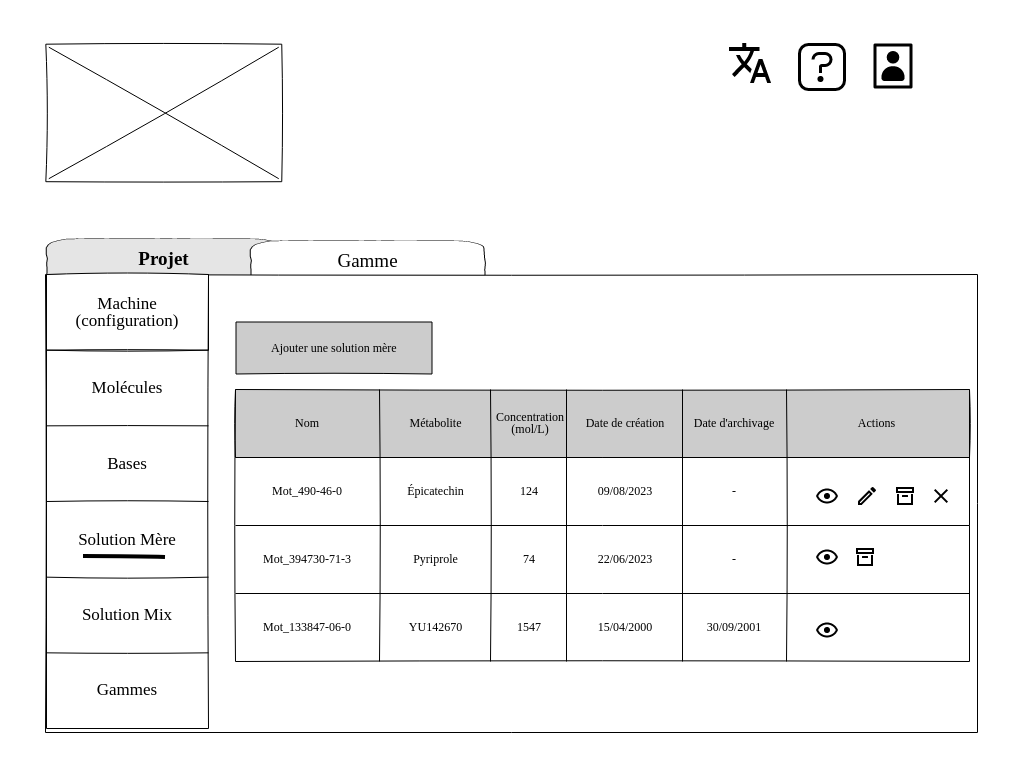 Projet
Gamme
Machine
(configuration)
Molécules
Bases
Solution Mère
Solution Mix
Gammes
Ajouter une solution mère
Nom Métabolite Concentration (mol/L) Date de création Date d'archivage Actions
Mot_490-46-0 Épicatechin 124 09/08/2023 -
Mot_394730-71-3 Pyriprole 74 22/06/2023 -
Mot_133847-06-0 YU142670 1547 15/04/2000 30/09/2001